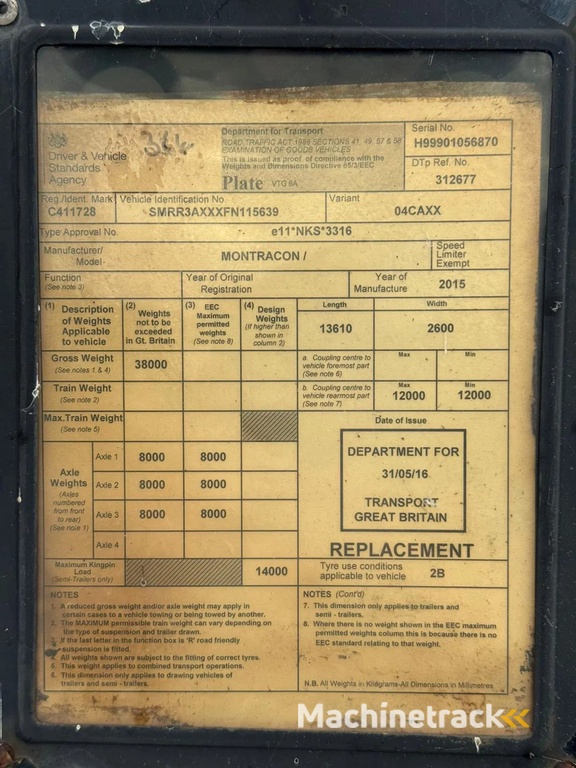 344
Driver & Vehicle
Standards
Agency
Department for Transport
ROAD TRAFFIC ACT 1988 SECTIONS 41, 49, 57 & 58
EXAMINATION OF GOODS VEHICLES
This is issued as proof of compliance with the
Weights and Dimensions Directive 85/3/EEC
Plate VTG 6A
Serial No.
H99901056870
DTp Ref. No.
312677
Reg./Ident. Mark
C411728
Vehicle Identification No.
SMRR3AXXXFN115639
Variant
04CAXX
Type Approval No.
e11*NKS*3316
Manufacturer/
Model
MONTRACON /
Speed
Limiter
Exempt
Function
(See note 3)
Year of Original
Registration
Year of
Manufacture
2015
(1) Description
of Weights
Applicable
to vehicle
(2) Weights
not to be
exceeded
in Gt. Britain
(3) EEC
Maximum
permitted
weights
(See note 8)
(4) Design
Weights
(If higher than
shown in
column 2)
Length
13610
Width
2600
Gross Weight
(See notes 1 & 4)
38000
a. Coupling centre to
vehicle foremost part
(See note 6)
Max
Min
Train Weight
(See note 2)
b. Coupling centre to
vehicle rearmost part
(See note 7)
Max
12000
Min
12000
Max.Train Weight
(See note 5)
Date of Issue
DEPARTMENT FOR
31/05/16
TRANSPORT
GREAT BRITAIN
Axle
Weights
(Axles
numbered
from front
to rear)
(See note 1)
Axle 1
8000
8000
Axle 2
8000
8000
Axle 3
8000
8000
Axle 4
REPLACEMENT
Maximum Kingpin
Load
(Semi-Trailers only)
14000
Tyre use conditions
applicable to vehicle
2B
NOTES
1. A reduced gross weight and/or axle weight may apply in
certain cases to a vehicle towing or being towed by another.
2. The MAXIMUM permissible train weight can vary depending on
the type of suspension and trailer drawn.
3. If the last letter in the function box is 'R' road friendly
suspension is fitted.
4. All weights shown are subject to the fitting of correct tyres.
5. This weight applies to combined transport operations.
6. This dimension only applies to drawing vehicles of
trailers and semi - trailers.
NOTES (Cont'd)
7. This dimension only applies to trailers and
semi - trailers.
8. Where there is no weight shown in the EEC maximum
permitted weights column this is because there is no
EEC standard relating to that weight.
N.B. All Weights in Kilograms-All Dimensions in Millimetres
Machinetrack